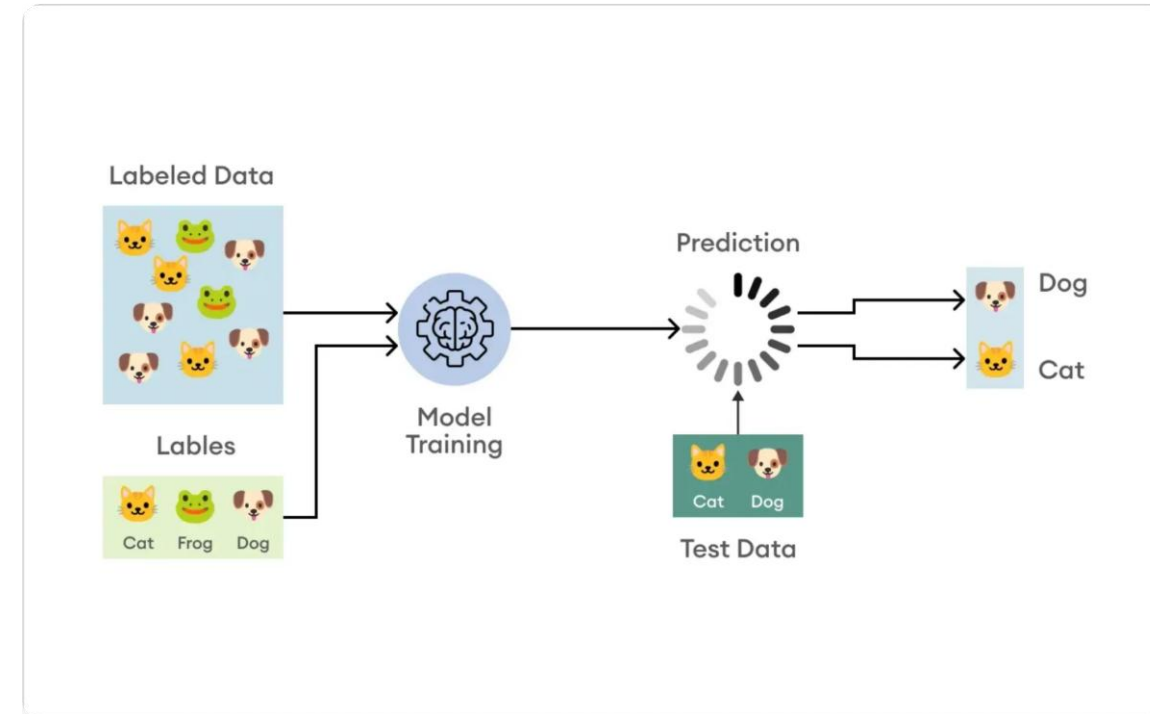 Labeled Data
Lables
Cat Frog Dog
Model
Training
Prediction
Cat Dog
Test Data
Dog
Cat